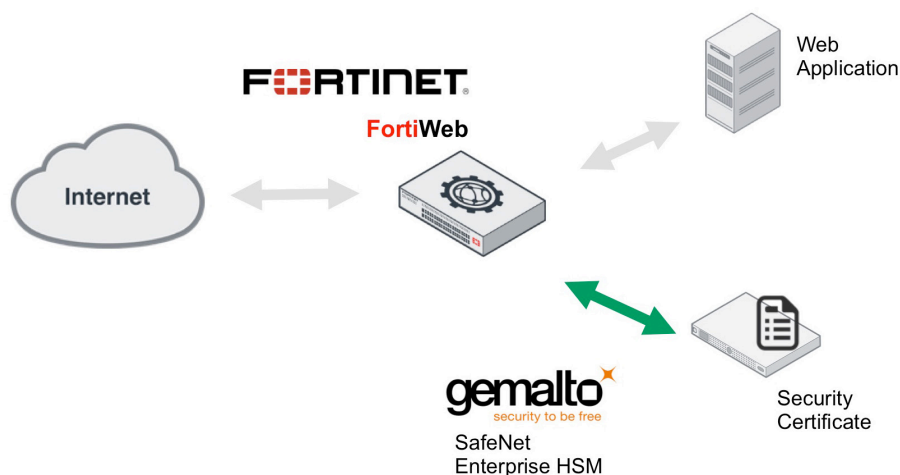 FORTINET
FortiWeb
Internet
Web
Application
gemalto
security to be free
SafeNet
Enterprise HSM
Security
Certificate